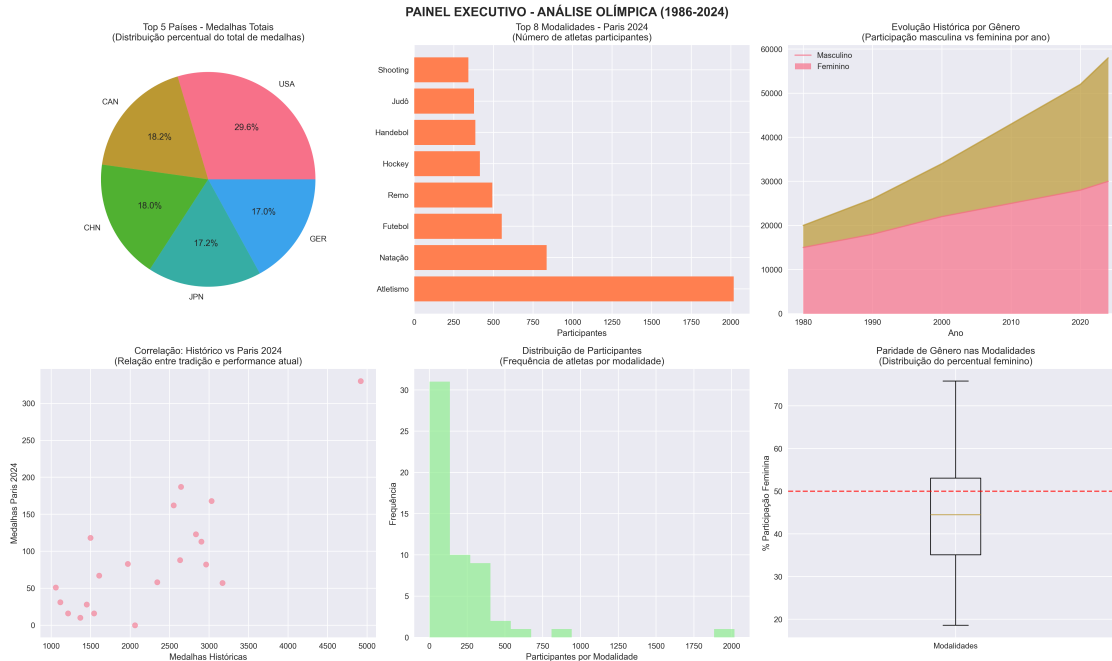 PAINEL EXECUTIVO - ANÁLISE OLÍMPICA (1986-2024)
Top 5 Países - Medalhas Totais
(Distribuição percentual do total de medalhas)
USA
29.6%
CAN
18.2%
CHN
18.0%
JPN
17.2%
GER
17.0%
Top 8 Modalidades - Paris 2024
(Número de atletas participantes)
Shooting
Judô
Handebol
Hockey
Remo
Futebol
Natação
Atletismo
0 250 500 750 1000 1250 1500 1750 2000
Participantes
Evolução Histórica por Gênero
(Participação masculina vs feminina por ano)
Masculino
Feminino
60000
50000
40000
30000
20000
10000
0
1980 1990 2000 2010 2020
Ano
Correlação: Histórico vs Paris 2024
(Relação entre tradição e performance atual)
Medalhas Paris 2024
300
250
200
150
100
50
0
1000 1500 2000 2500 3000 3500 4000 4500 5000
Medalhas Históricas
Distribuição de Participantes
(Frequência de atletas por modalidade)
Frequência
30
25
20
15
10
5
0
0 250 500 750 1000 1250 1500 1750 2000
Participantes por Modalidade
Paridade de Gênero nas Modalidades
(Distribuição do percentual feminino)
% Participação Feminina
70
60
50
40
30
20
Modalidades